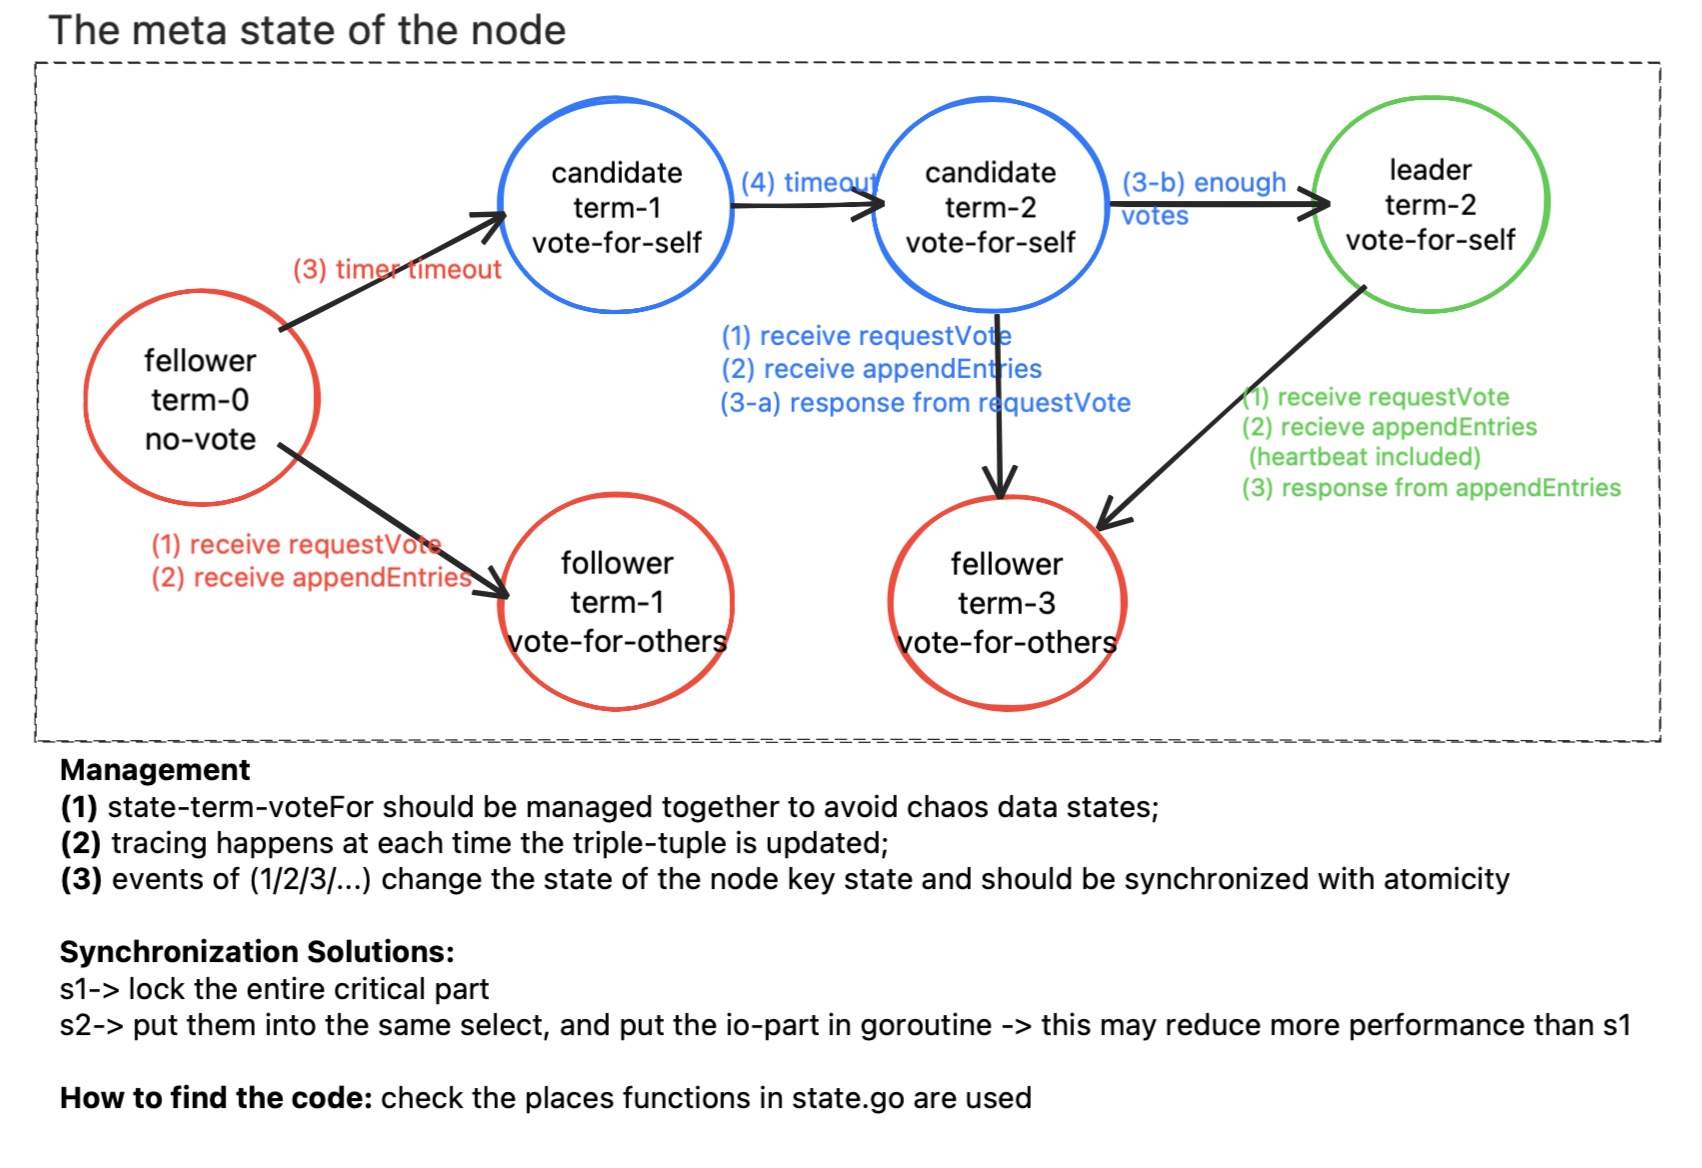 The meta state of the node
candidate
term-1
vote-for-self
(4) timeout
candidate
term-2
vote-for-self
(3-b) enough
votes
leader
term-2
vote-for-self
(3) timer timeout
fellower
term-0
no-vote
(1) receive requestVote
(2) receive appendEntries
(3-a) response from requestVote
(1) receive requestVote
(2) recieve appendEntries
(heartbeat included)
(3) response from appendEntries
(1) receive requestVote
(2) receive appendEntries
follower
term-1
vote-for-others
fellower
term-3
vote-for-others
Management
(1) state-term-voteFor should be managed together to avoid chaos data states;
(2) tracing happens at each time the triple-tuple is updated;
(3) events of (1/2/3/...) change the state of the node key state and should be synchronized with atomicity
Synchronization Solutions:
s1-> lock the entire critical part
s2-> put them into the same select, and put the io-part in goroutine -> this may reduce more performance than s1
How to find the code: check the places functions in state.go are used